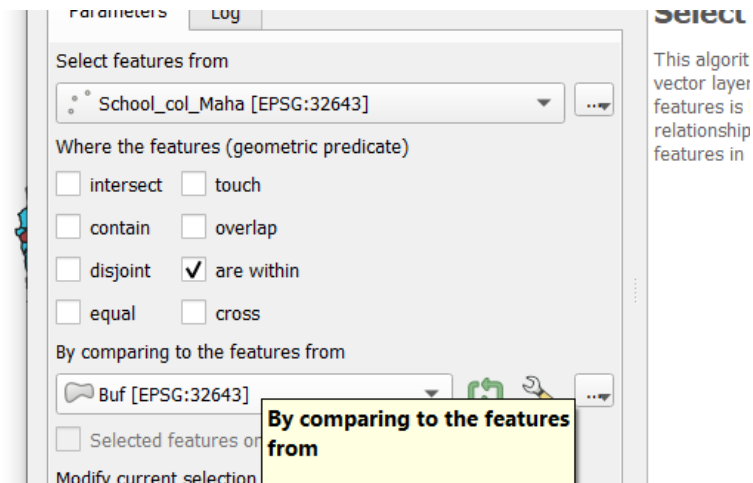 Parameters Log
Select features from
School_col_Maha [EPSG:32643]
Where the features (geometric predicate)
intersect touch
contain overlap
disjoint are within
equal cross
By comparing to the features from
Buf [EPSG:32643]
Selected features
By comparing to the features
from
Modify current selection
Select
This algorit
vector layer
features is
relationship
features in